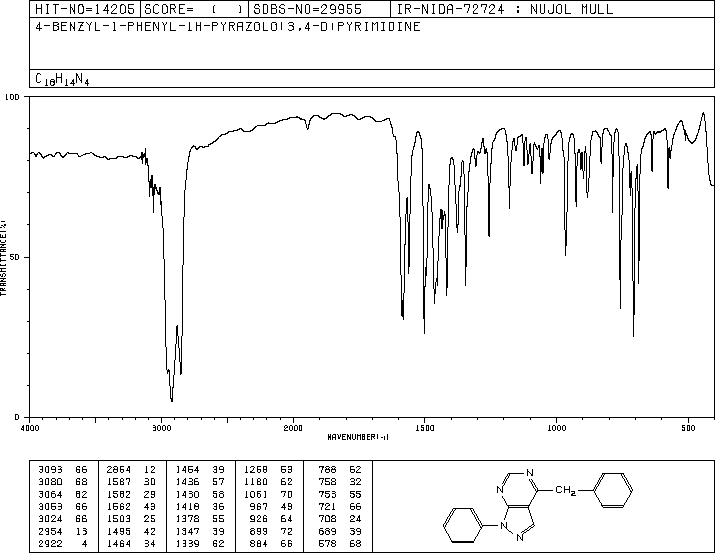 HIT-NO=14205 SCORE= ( ) SDBS-NO=29955 IR-NIDA-72724 : NUJOL MULL
4-BENZYL-1-PHENYL-1H-PYRAZOLO(3,4-D)PYRIMIDINE
C18H14N4
100
50
0
TRANSMITTANCE(%)
4000 3000 2000 1500 1000 500
WAVENUMBER(-1)
3093 66 2854 12 1454 39 1258 53 788 62
3080 68 1587 30 1436 57 1180 62 758 32
3064 82 1582 29 1430 58 1061 70 753 55
3053 66 1562 43 1418 36 967 49 721 66
3024 66 1503 25 1378 55 926 64 708 24
2954 13 1495 42 1347 39 899 72 689 39
2922 4 1464 34 1339 62 884 66 578 68
N
N
CH2
N
N